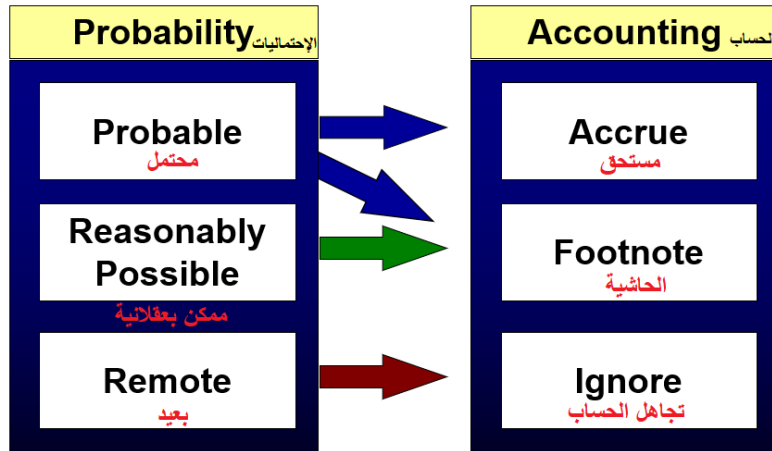 Probability الإحتماليات
Accounting الحساب
Probable
محتمل
Accrue
مستحق
Reasonably
Possible
ممكن بعقلانية
Footnote
الحاشية
Remote
بعيد
Ignore
تجاهل الحساب